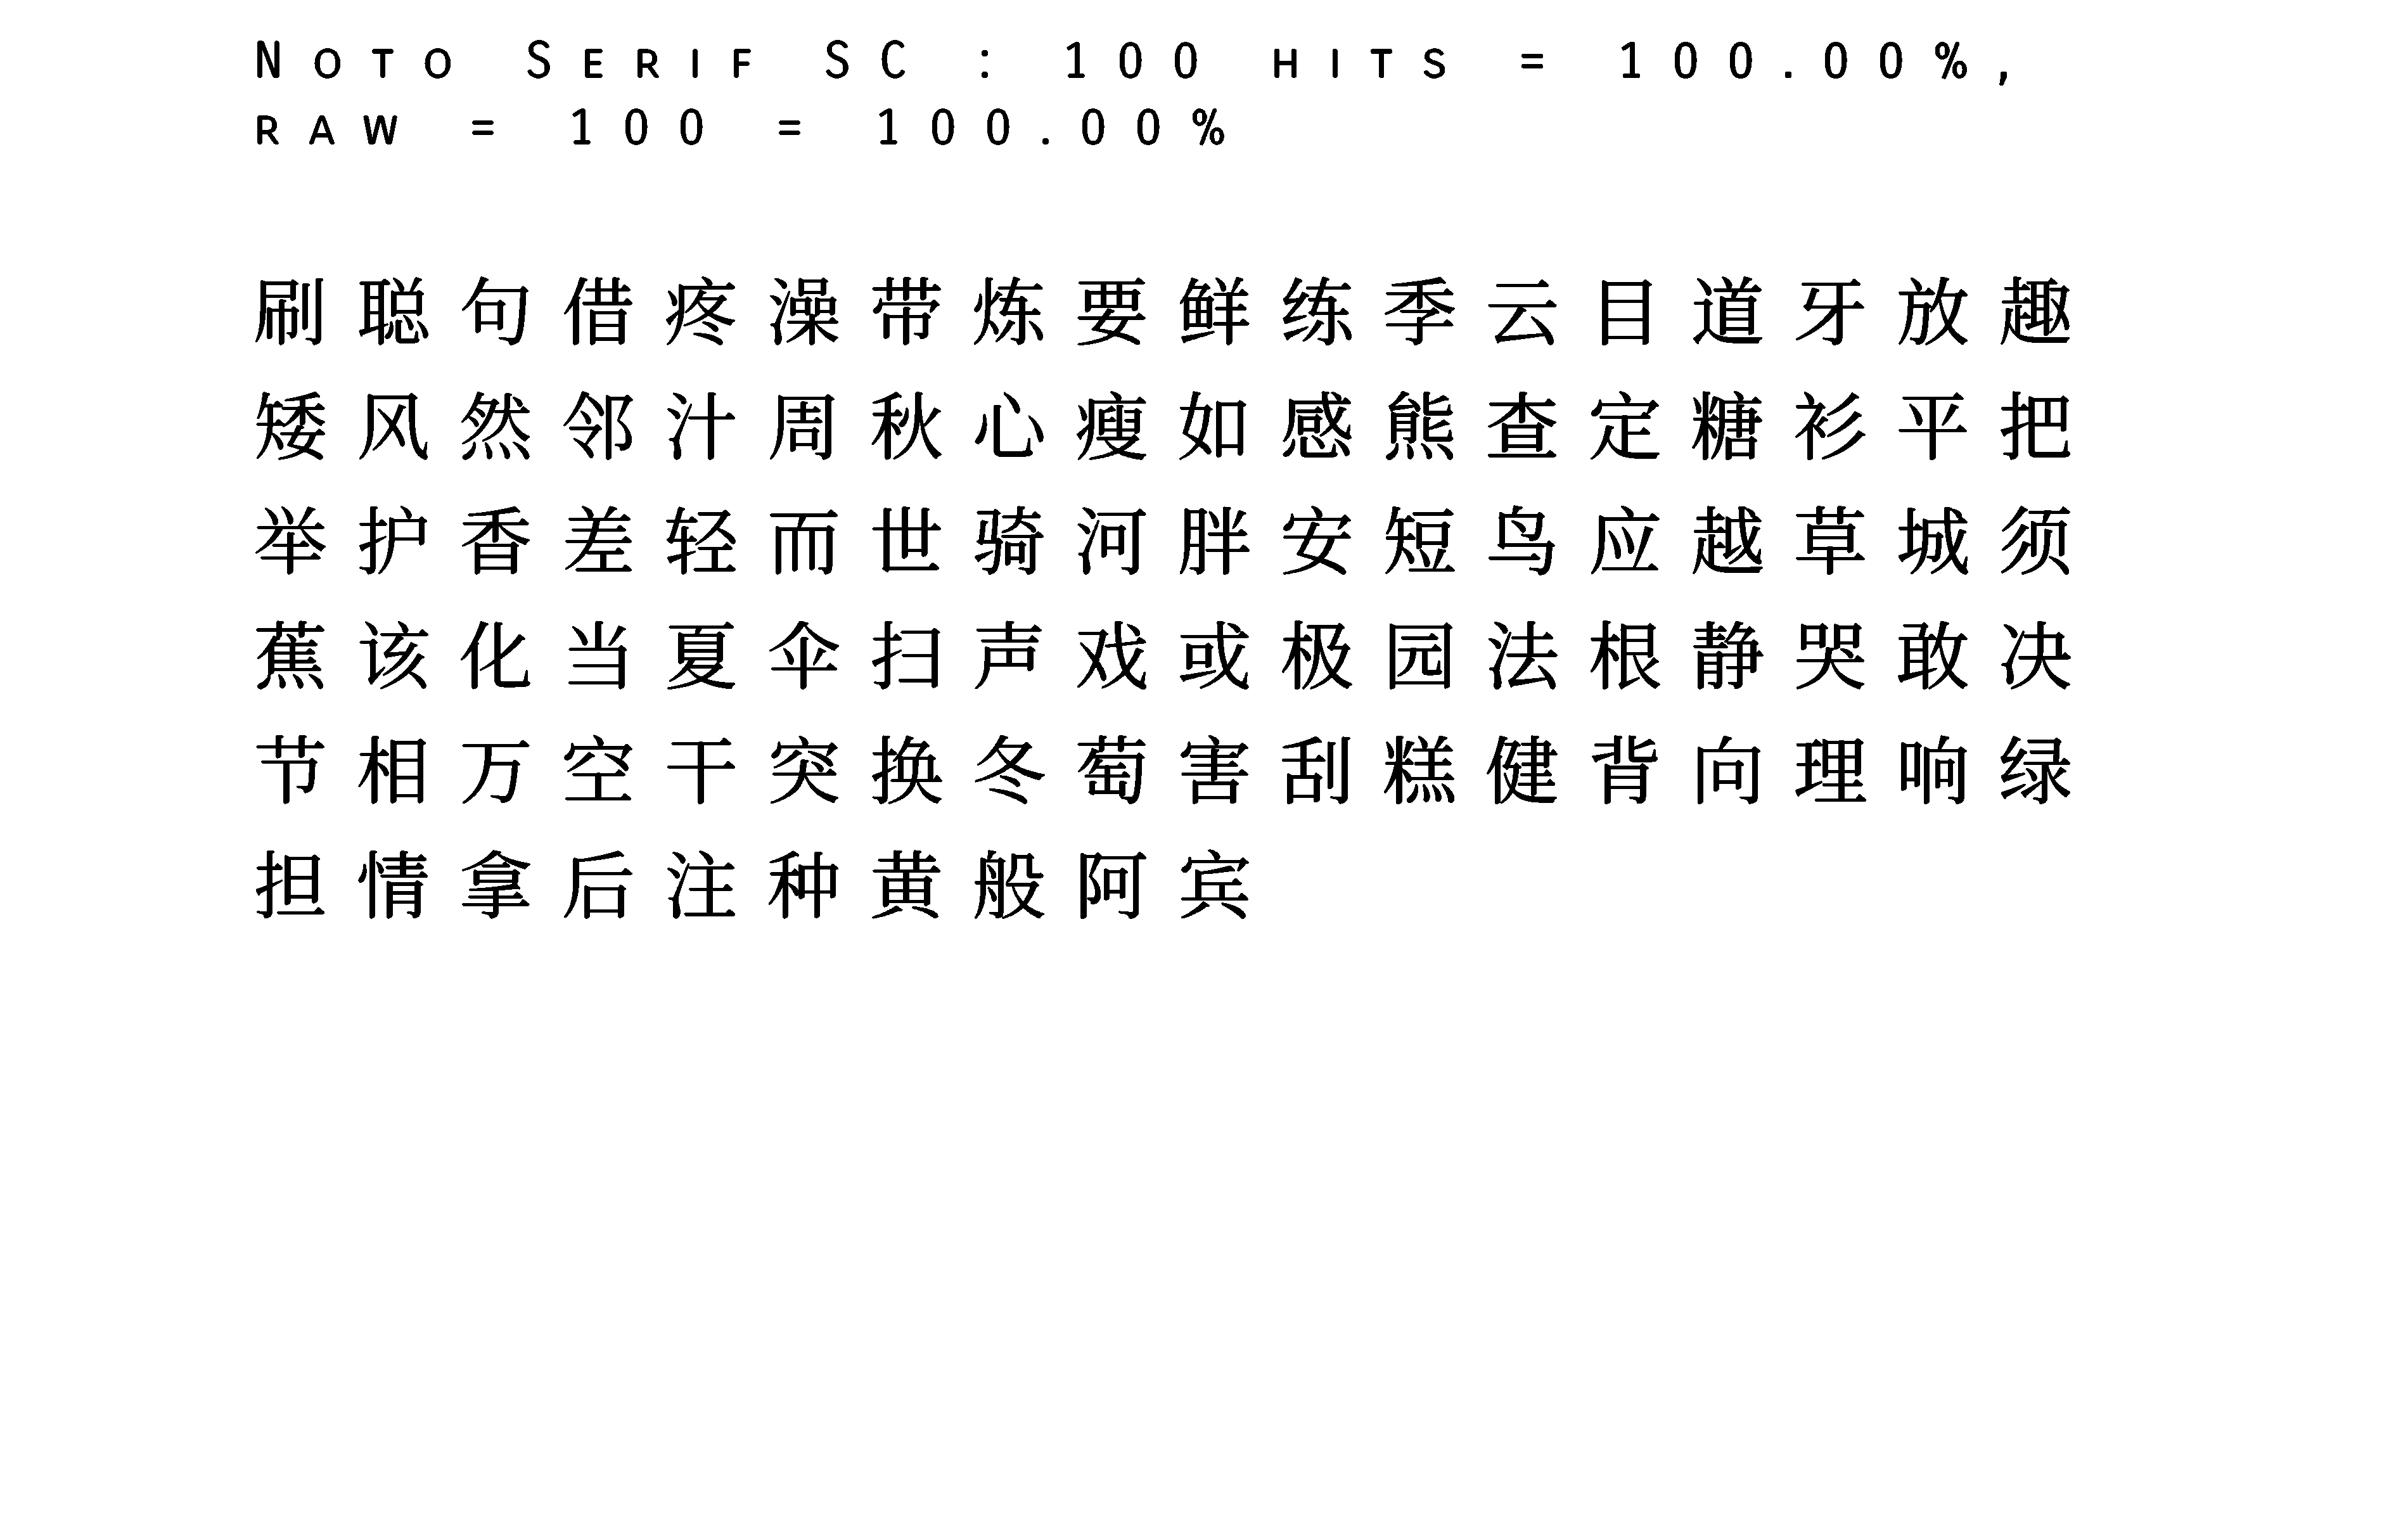 Noto Serif SC : 100 hits = 100.00%,
raw = 100 = 100.00%
刷聪句借疼澡带炼要鲜练季云目道牙放趣
矮风然邻汁周秋心瘦如感熊查定糖衫平把
举护香差轻而世骑河胖安短鸟应越草城须
蕉该化当夏伞扫声戏或极园法根静哭敢决
节相万空干突换冬萄害刮糕健背向理响绿
担情拿后注种黄般阿宾